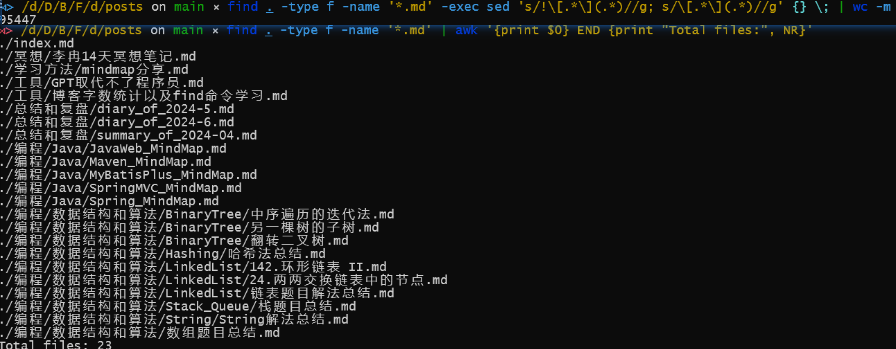 /d/D/B/F/d/posts on main × find . -type f -name '*.md' -exec sed 's/!\[.*\](.*)//g; s/\[.*\](.*)//g' {} \; | wc -m
95447
/d/D/B/F/d/posts on main × find . -type f -name '*.md' | awk '{print $0} END {print "Total files:", NR}'
./index.md
./冥想/李冉14天冥想笔记.md
./学习方法/mindmap分享.md
./工具/GPT取代不了程序员.md
./工具/博客字数统计以及find命令学习.md
./总结和复盘/diary_of_2024-5.md
./总结和复盘/diary_of_2024-6.md
./总结和复盘/summary_of_2024-04.md
./编程/Java/JavaWeb_MindMap.md
./编程/Java/Maven_MindMap.md
./编程/Java/MyBatisPlus_MindMap.md
./编程/Java/SpringMVC_MindMap.md
./编程/Java/Spring_MindMap.md
./编程/数据结构和算法/BinaryTree/中序遍历的迭代法.md
./编程/数据结构和算法/BinaryTree/另一棵树的子树.md
./编程/数据结构和算法/BinaryTree/翻转二叉树.md
./编程/数据结构和算法/Hashing/哈希法总结.md
./编程/数据结构和算法/LinkedList/142.环形链表 II.md
./编程/数据结构和算法/LinkedList/24.两两交换链表中的节点.md
./编程/数据结构和算法/LinkedList/链表题目解法总结.md
./编程/数据结构和算法/Stack_Queue/栈题目总结.md
./编程/数据结构和算法/String/String解法总结.md
./编程/数据结构和算法/数组题目总结.md
Total files: 23